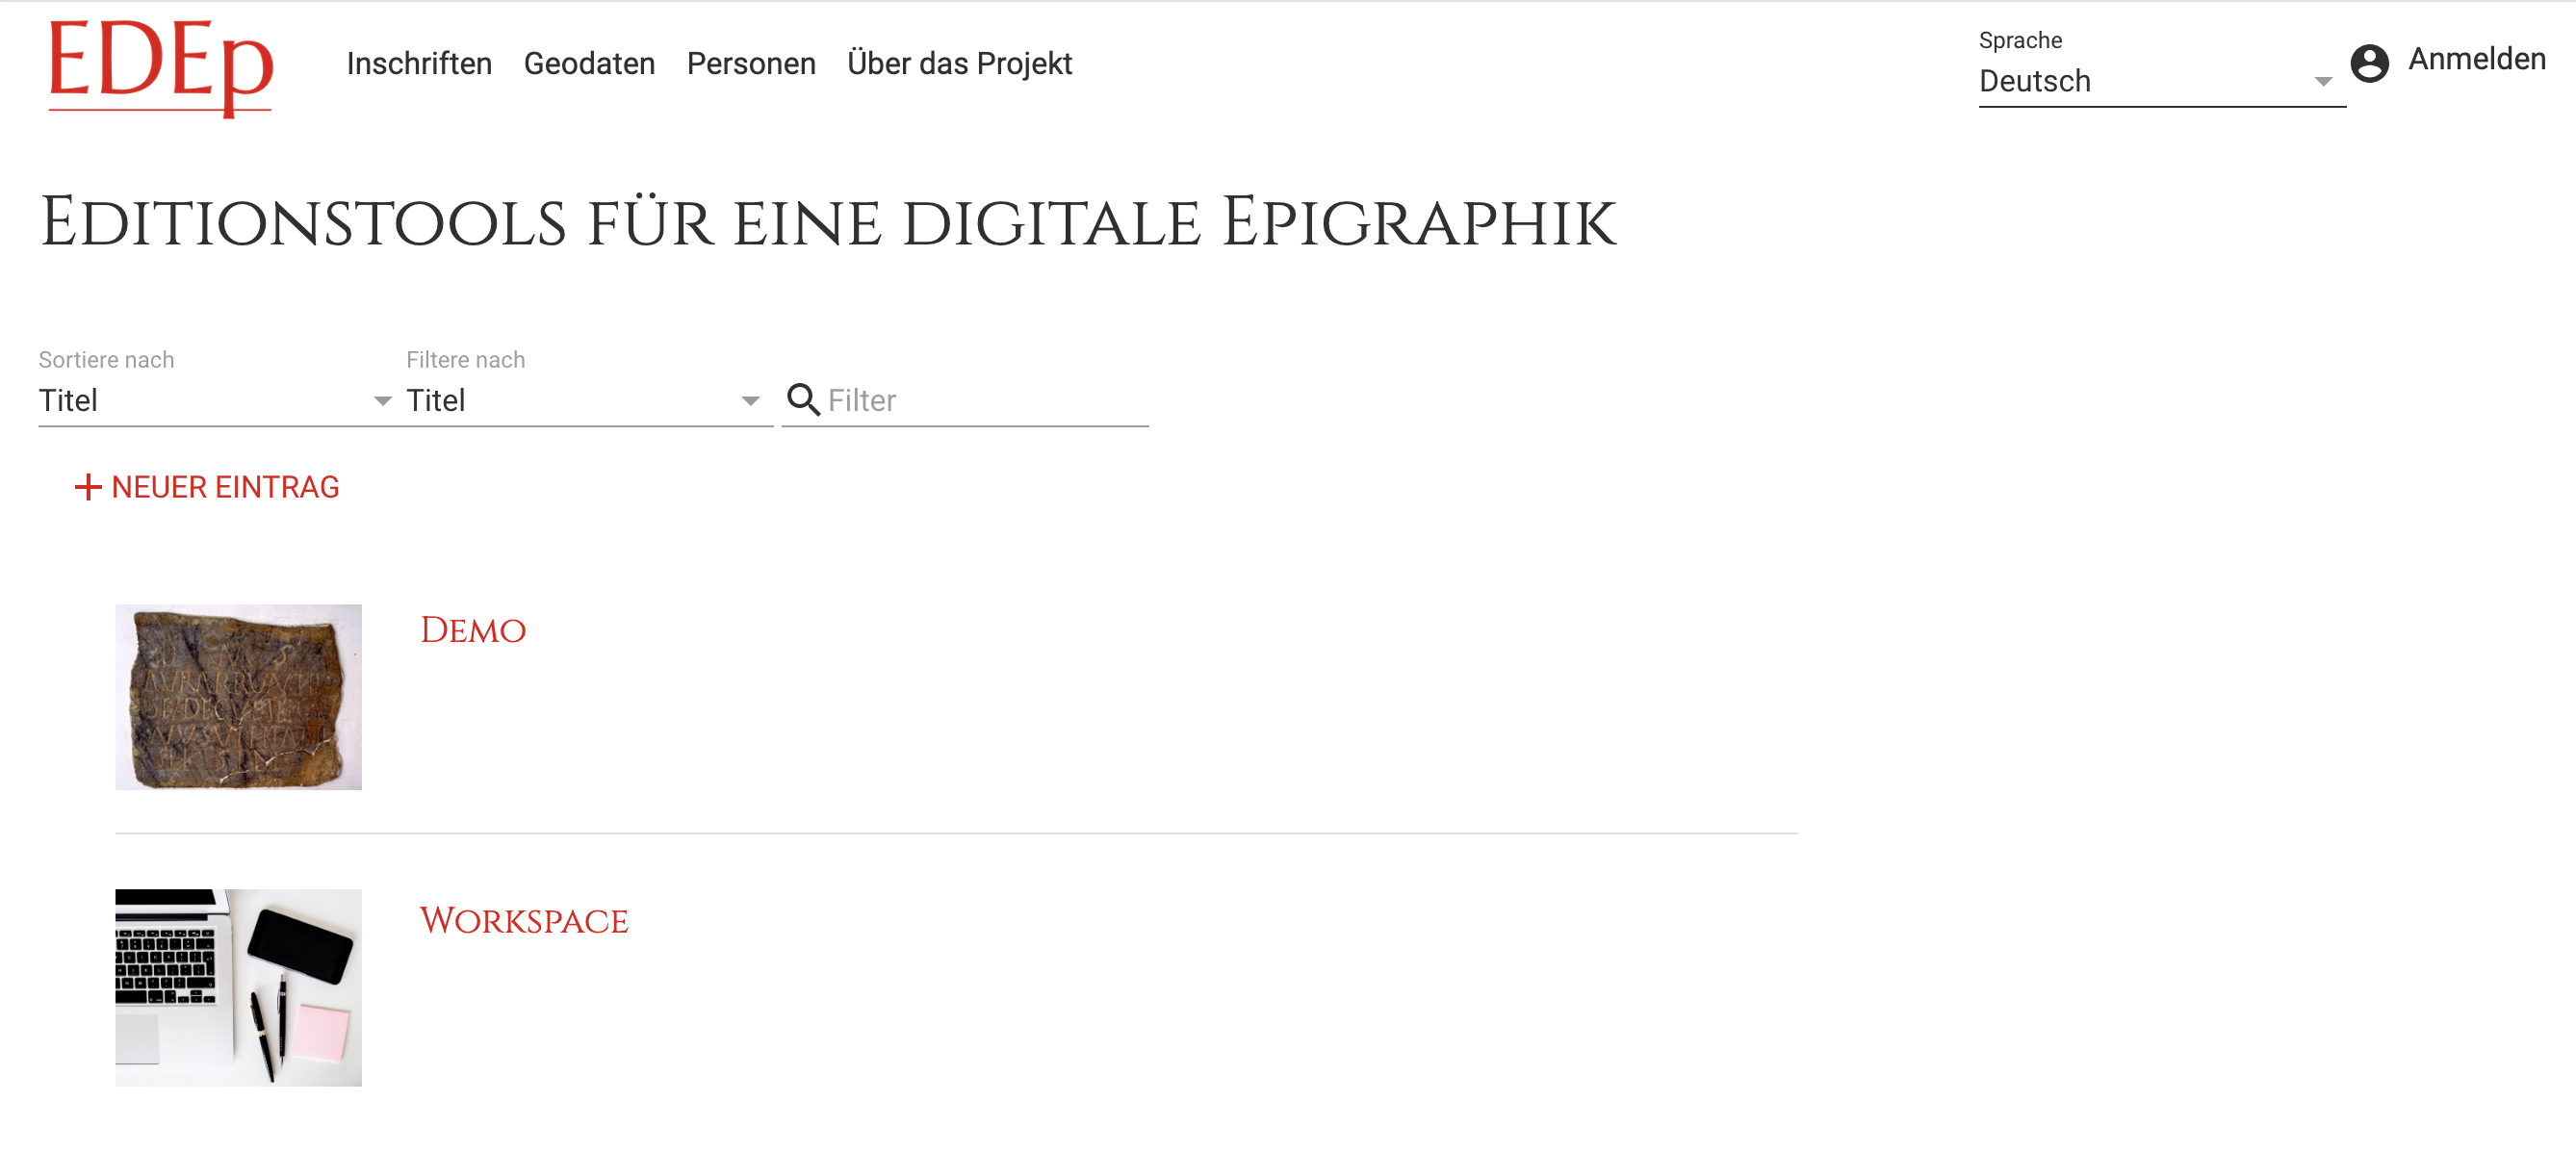 EDEp
Inschriften Geodaten Personen Über das Projekt
Sprache
Deutsch
Anmelden
Editionstools für eine digitale Epigraphik
Sortiere nach
Titel
Filtere nach
Titel
Filter
+ NEUER EINTRAG
Demo
D M S
Workspace